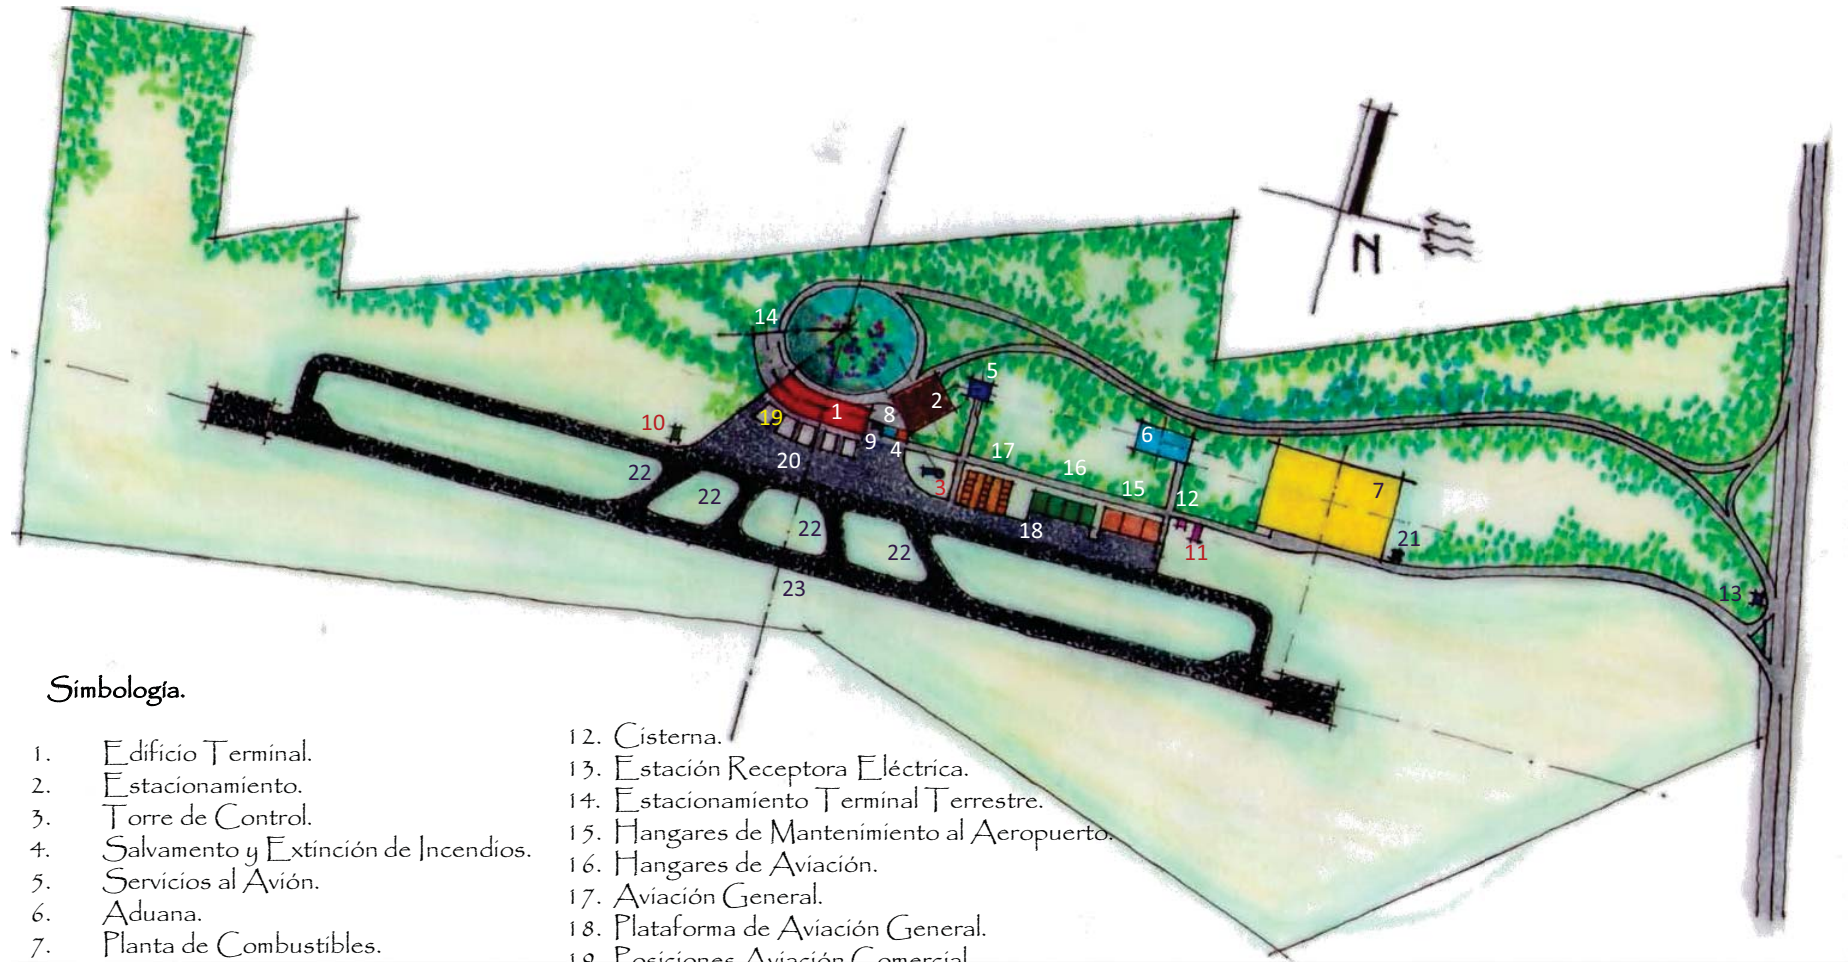 N
14
5
1
2
8
19
10
9
6
4
17
20
16
22
3
15
7
12
22
18
22
11
21
22
23
13
Simbología.
1. Edificio Terminal.
2. Estacionamiento.
3. Torre de Control.
4. Salvamento y Extinción de Incendios.
5. Servicios al Avión.
6. Aduana.
7. Planta de Combustibles.
12. Cisterna.
13. Estación Receptora Eléctrica.
14. Estacionamiento Terminal Terrestre.
15. Hangares de Mantenimiento al Aeropuerto.
16. Hangares de Aviación.
17. Aviación General.
18. Plataforma de Aviación General.
19. Posiciones Aviación Comercial